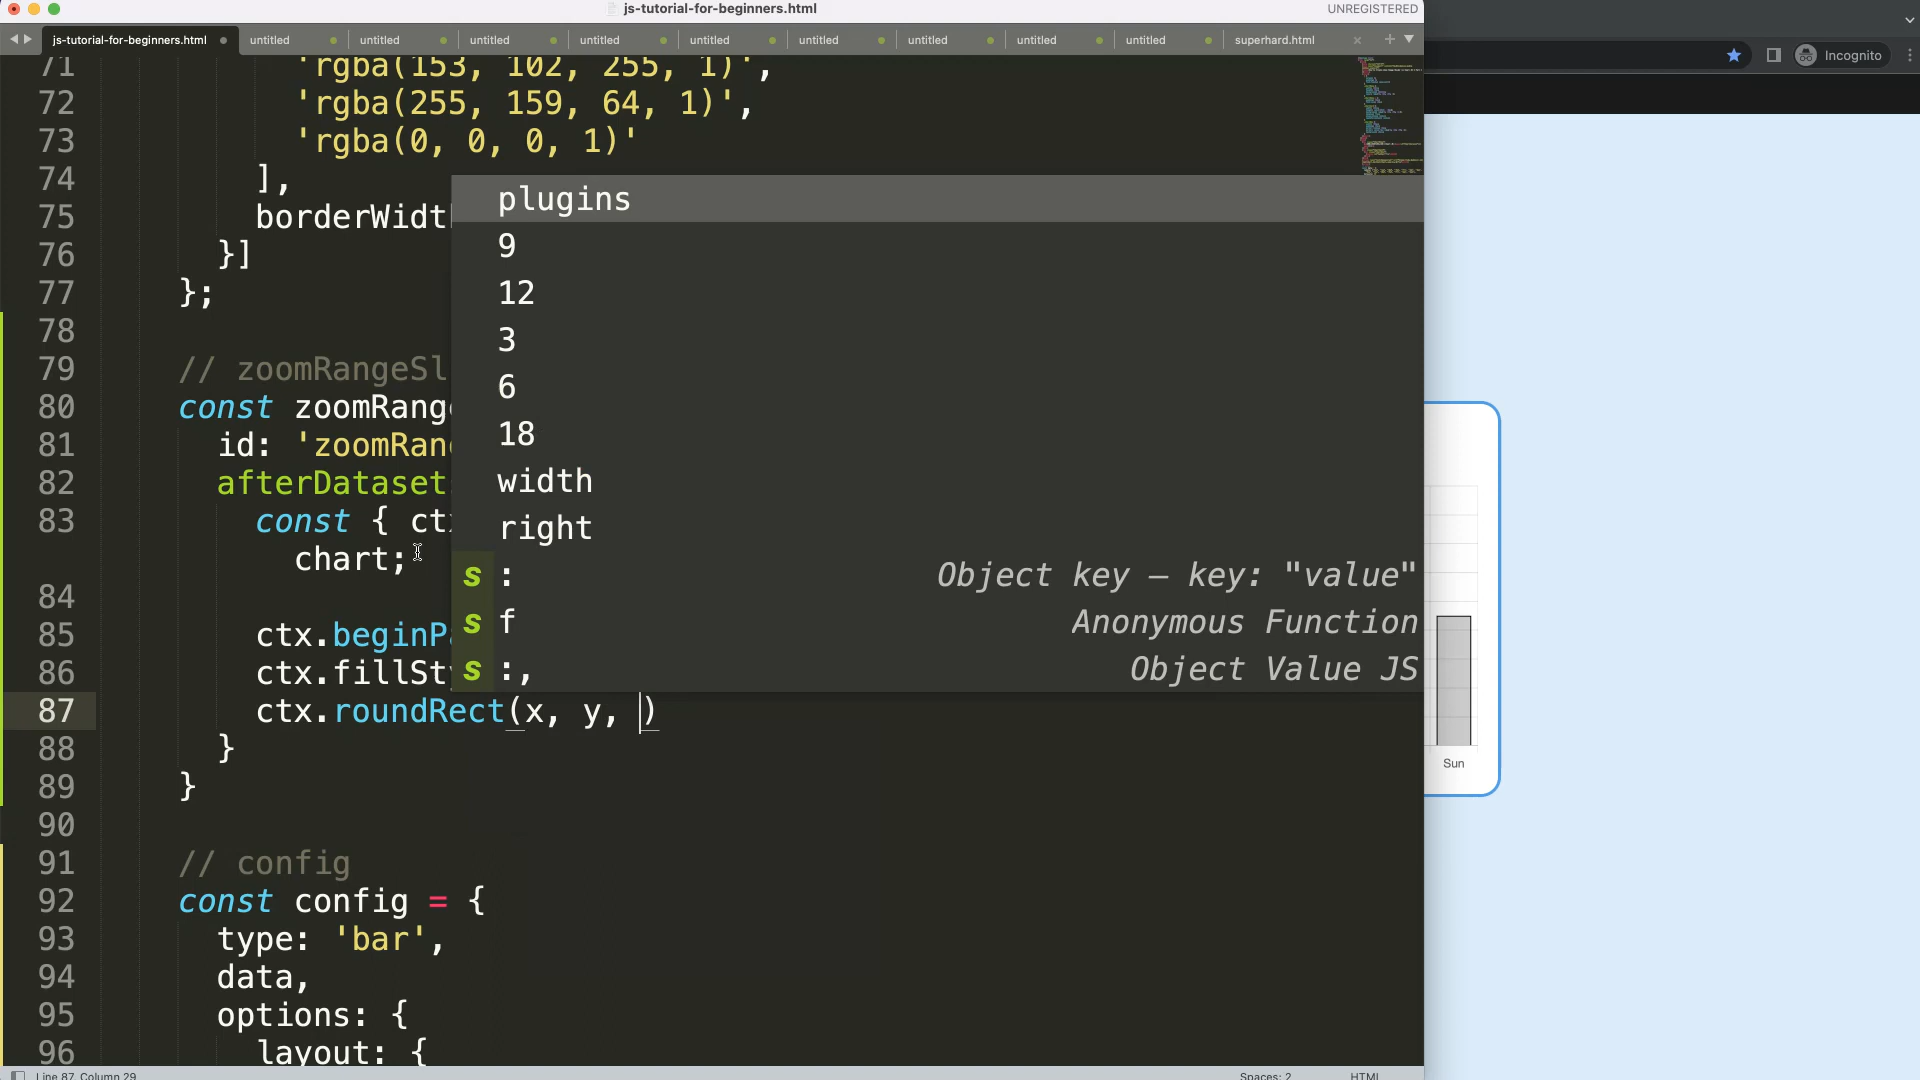 js-tutorial-for-beginners.html
UNREGISTERED
js-tutorial-for-beginners.html untitled untitled untitled untitled untitled untitled untitled untitled untitled superhard.html
Incognito
71 'rgba(153, 102, 255, 1)',
72 'rgba(255, 159, 64, 1)',
73 'rgba(0, 0, 0, 1)'
74 ],
75 borderWidt
76 }]
77 };
78
79 // zoomRangeSl
80 const zoomRang
81 id: 'zoomRan
82 afterDataset
83 const { ct
chart;
84
85 ctx.beginP
86 ctx.fillSt
87 ctx.roundRect(x, y, )
88 }
89 }
90
91 // config
92 const config = {
93 type: 'bar',
94 data,
95 options: {
96 layout: {
plugins
9
12
3
6
18
width
right
s : Object key — key: "value"
s f Anonymous Function
s :, Object Value JS
Sun
Line 87, Column 29
Spaces: 2
HTML